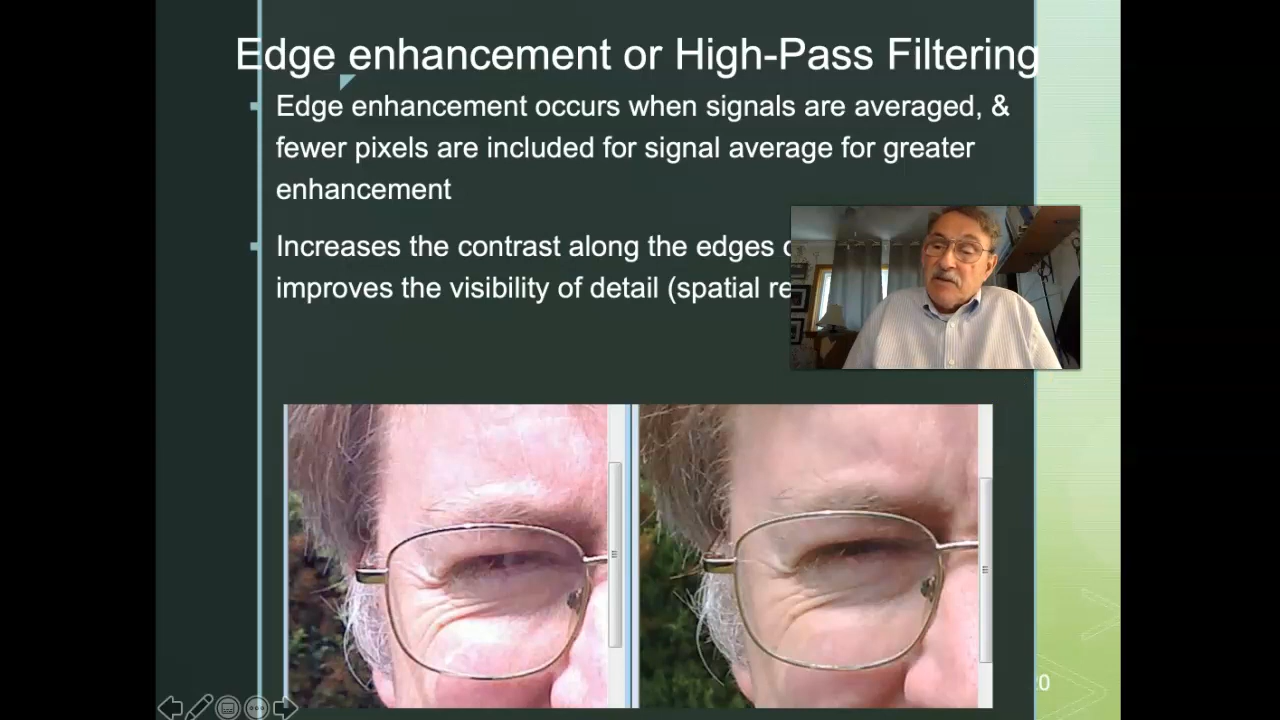 Edge enhancement or High-Pass Filtering
Edge enhancement occurs when signals are averaged, &
fewer pixels are included for signal average for greater
enhancement
Increases the contrast along the edges
improves the visibility of detail (spatial
20